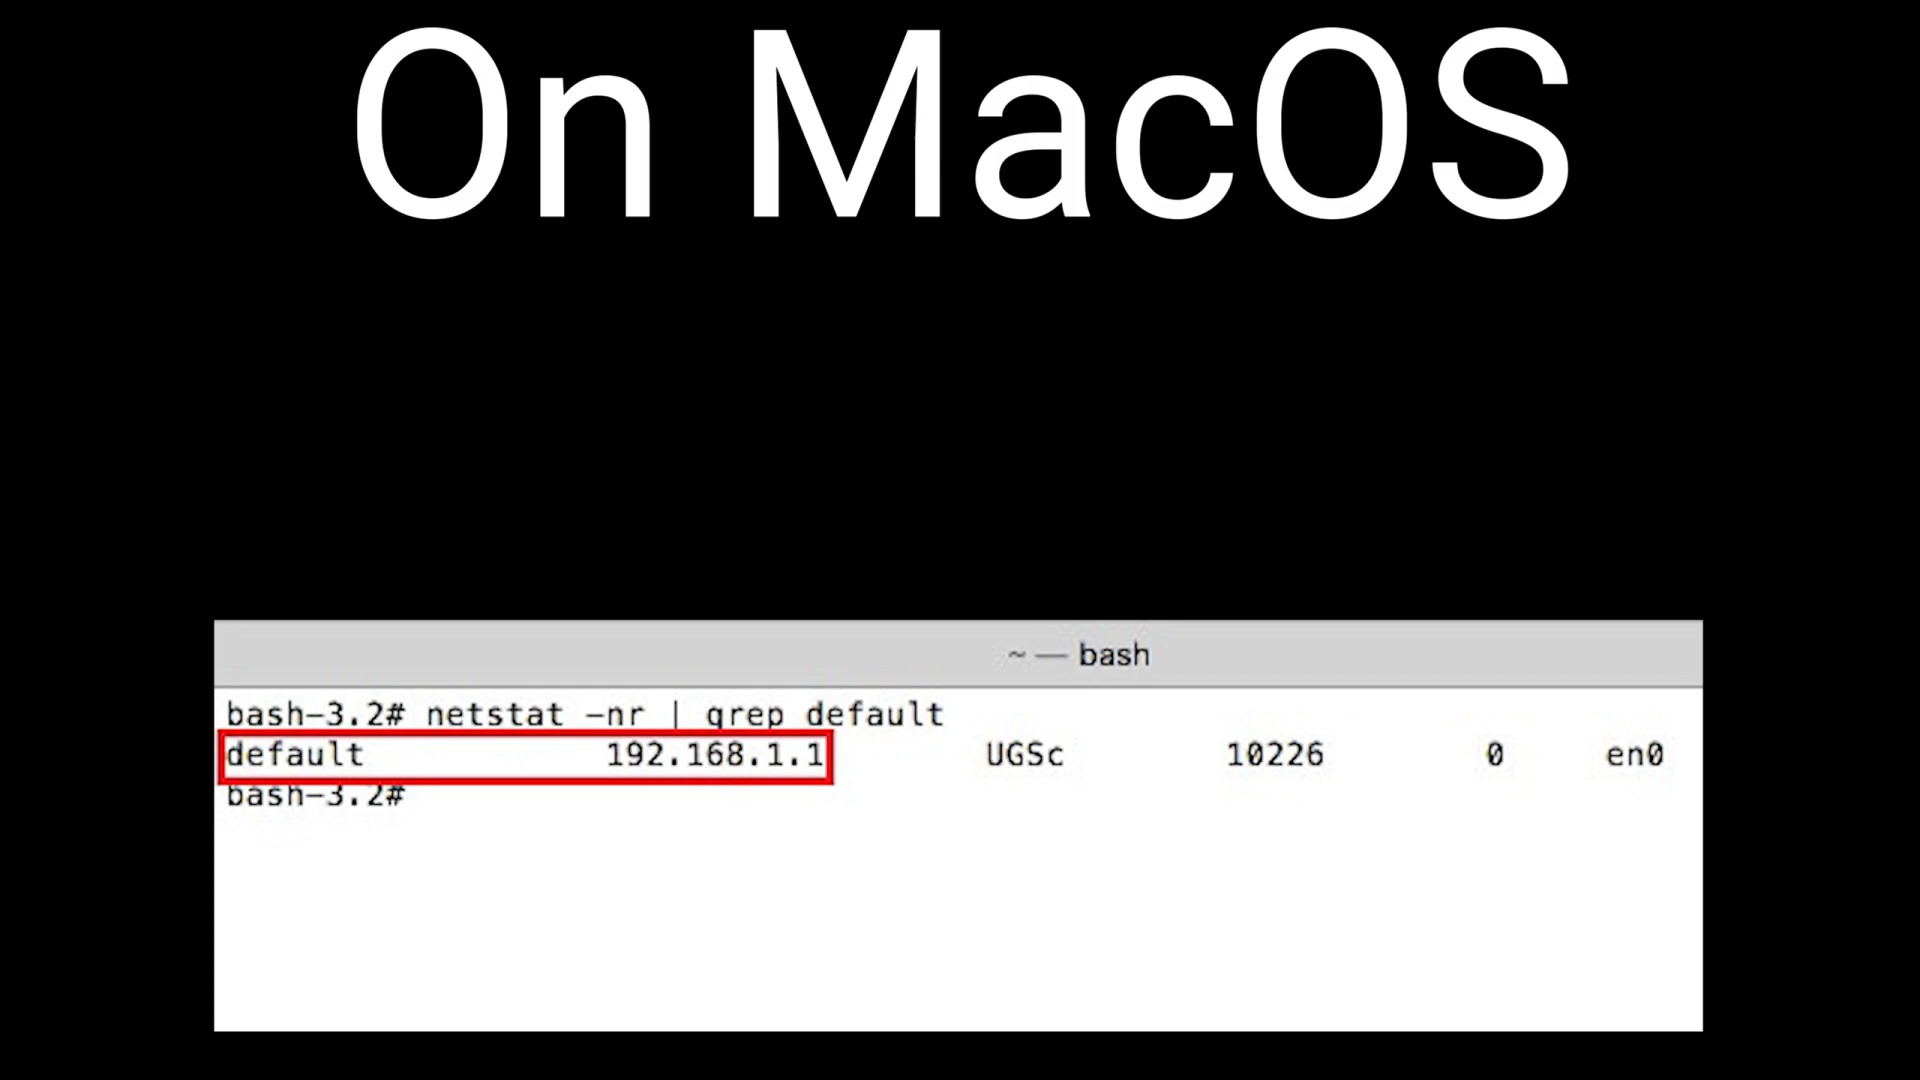 On MacOS
~ — bash
bash-3.2# netstat -nr | grep default
default 192.168.1.1 UGSc 10226 0 en0
bash-3.2#